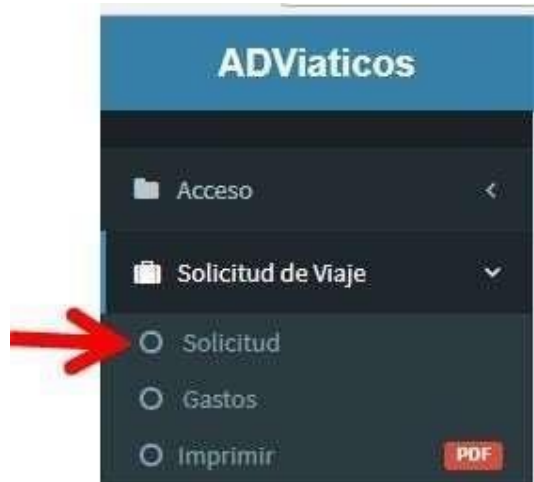 ADViaticos
Acceso
Solicitud de Viaje
Solicitud
Gastos
Imprimir PDF